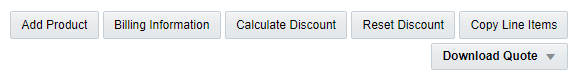 Add Product Billing Information Calculate Discount Reset Discount Copy Line Items
Download Quote